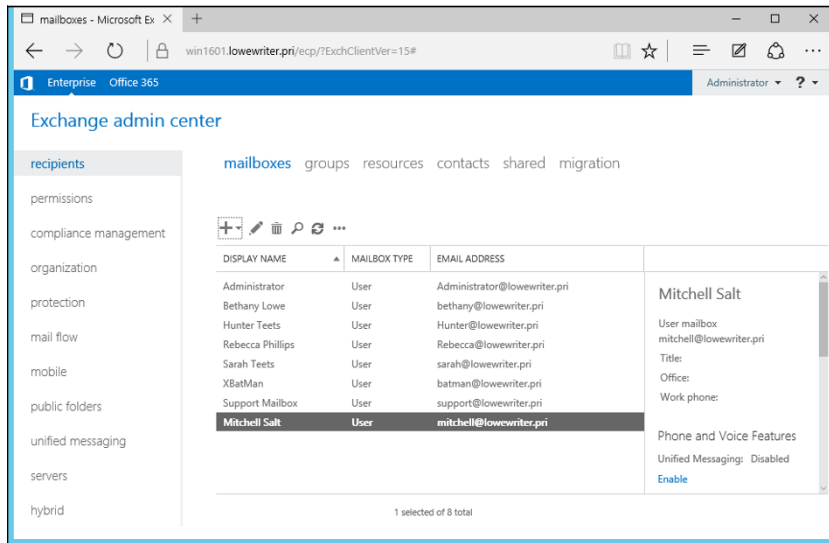 mailboxes - Microsoft Ex
win1601.lowewriter.pri/ecp/?ExchClientVer=15#
Enterprise Office 365
Administrator ?
Exchange admin center
recipients
permissions
compliance management
organization
protection
mail flow
mobile
public folders
unified messaging
servers
hybrid
mailboxes groups resources contacts shared migration
DISPLAY NAME MAILBOX TYPE EMAIL ADDRESS
Administrator User Administrator@lowewriter.pri
Bethany Lowe User bethany@lowewriter.pri
Hunter Teets User Hunter@lowewriter.pri
Rebecca Phillips User Rebecca@lowewriter.pri
Sarah Teets User sarah@lowewriter.pri
XBatMan User batman@lowewriter.pri
Support Mailbox User support@lowewriter.pri
Mitchell Salt User mitchell@lowewriter.pri
1 selected of 8 total
Mitchell Salt
User mailbox
mitchell@lowewriter.pri
Title:
Office:
Work phone:
Phone and Voice Features
Unified Messaging: Disabled
Enable